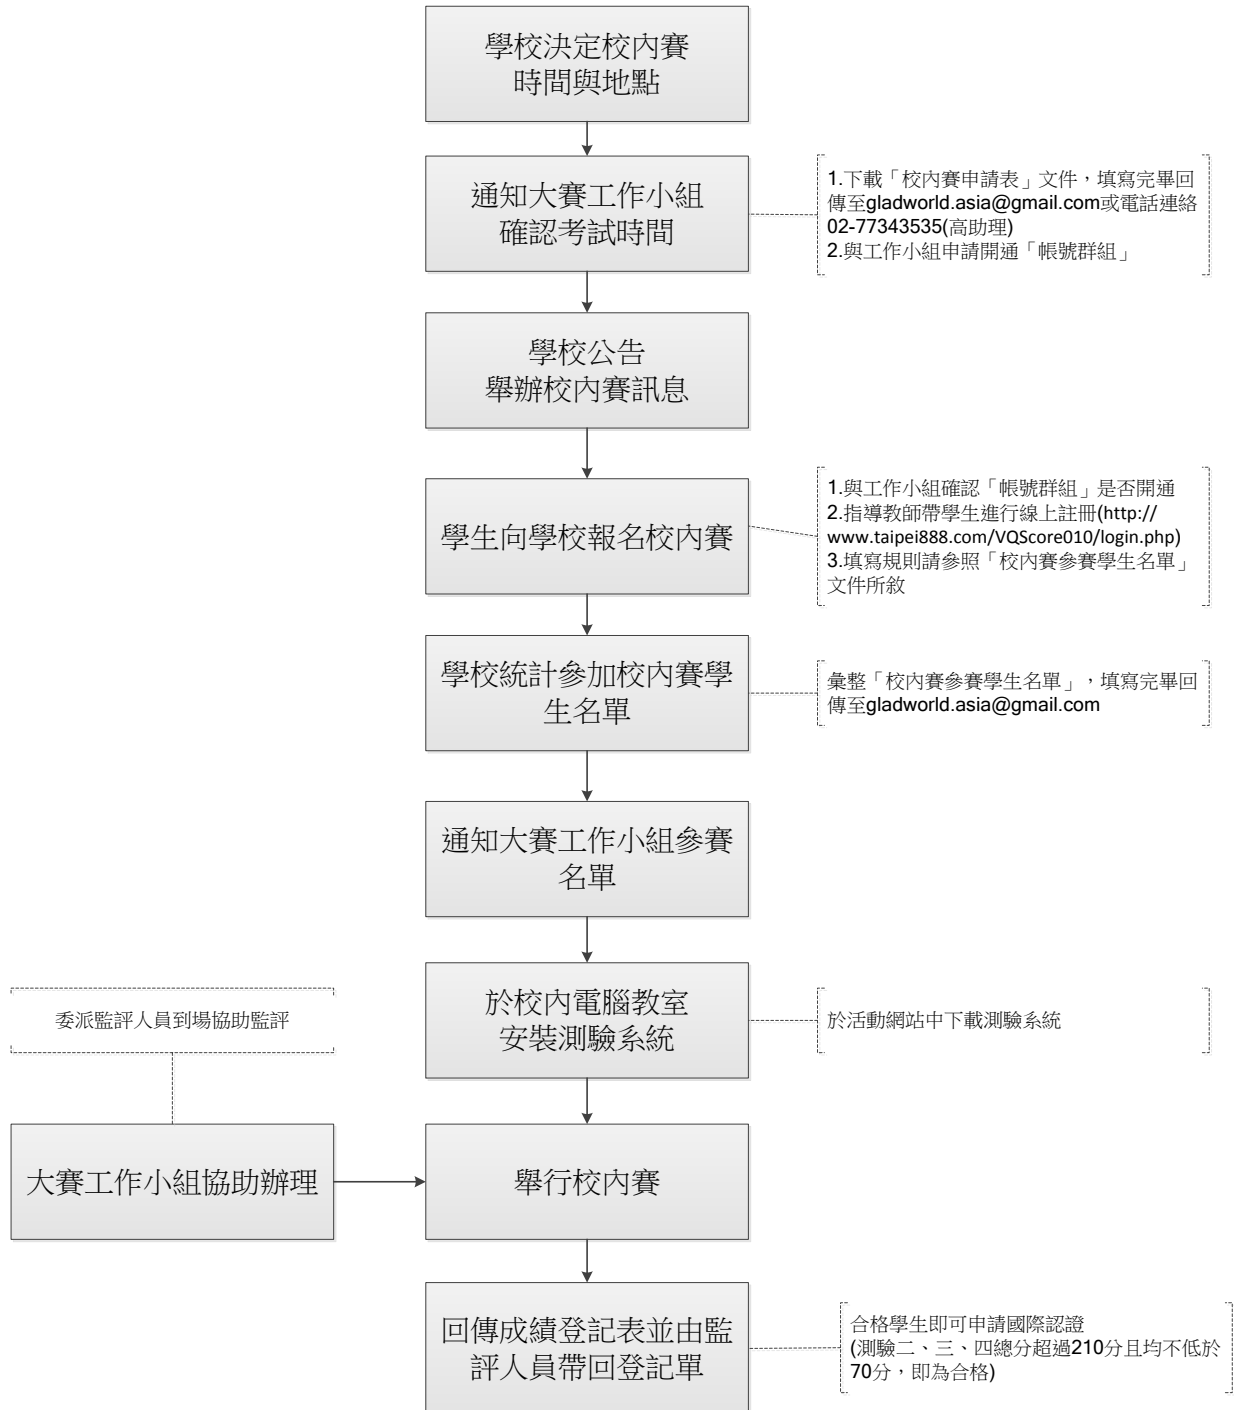 學校決定校內賽
時間與地點
通知大賽工作小組
確認考試時間
1.下載「校內賽申請表」文件，填寫完畢回
傳至gladworld.asia@gmail.com或電話連絡
02-77343535(高助理)
2.與工作小組申請開通「帳號群組」
學校公告
舉辦校內賽訊息
學生向學校報名校內賽
1.與工作小組確認「帳號群組」是否開通
2.指導教師帶學生進行線上註冊(http://
www.taipei888.com/VQScore010/login.php)
3.填寫規則請參照「校內賽參賽學生名單」
文件所敘
學校統計參加校內賽學
生名單
彙整「校內賽參賽學生名單」，填寫完畢回
傳至gladworld.asia@gmail.com
通知大賽工作小組參賽
名單
於校內電腦教室
安裝測驗系統
於活動網站中下載測驗系統
委派監評人員到場協助監評
大賽工作小組協助辦理
舉行校內賽
回傳成績登記表並由監
評人員帶回登記單
合格學生即可申請國際認證
(測驗二、三、四總分超過210分且均不低於
70分，即為合格)